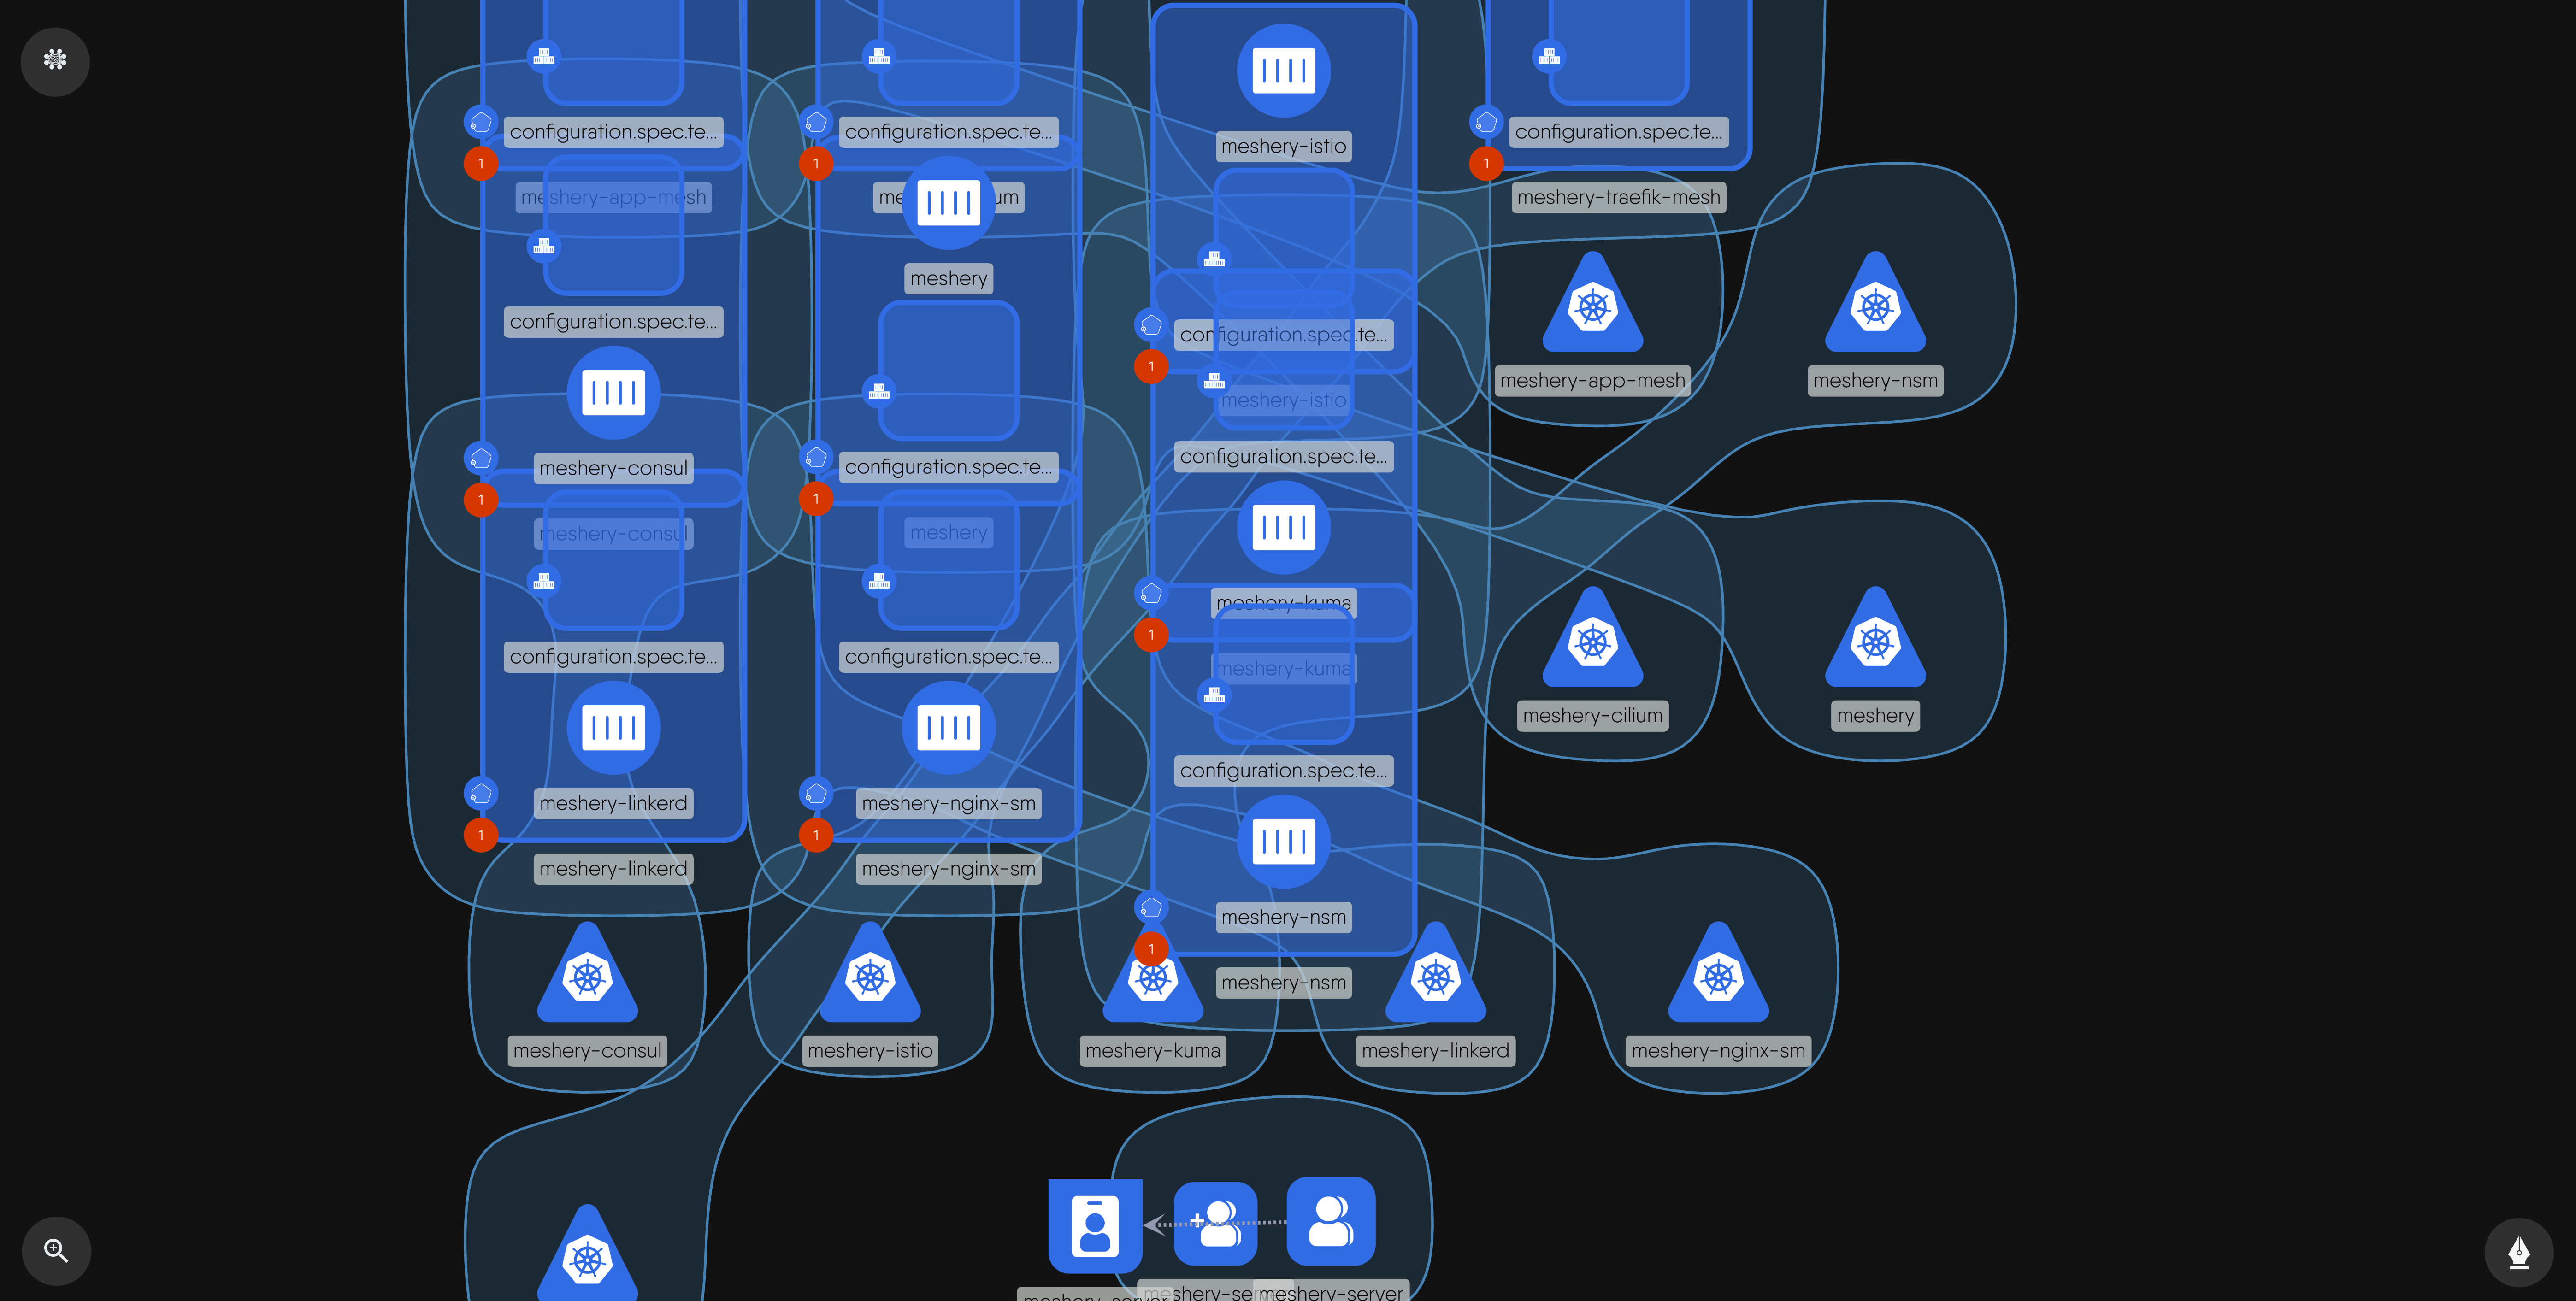 configuration.spec.te...
configuration.spec.te...
meshery-istio
configuration.spec.te...
1
1
1
meshery-app-mesh
um
meshery-traefik-mesh
meshery
configuration.spec.te...
configuration.spec.te...
1
meshery-istio
meshery-app-mesh
meshery-nsm
meshery-consul
configuration.spec.te...
configuration.spec.te...
1
1
meshery-consul
meshery
meshery-kuma
1
configuration.spec.te...
configuration.spec.te...
meshery-kuma
meshery-cilium
meshery
configuration.spec.te...
meshery-linkerd
meshery-nginx-sm
1
1
meshery-linkerd
meshery-nginx-sm
meshery-nsm
1
meshery-nsm
meshery-consul
meshery-istio
meshery-kuma
meshery-linkerd
meshery-nginx-sm
meshery-server